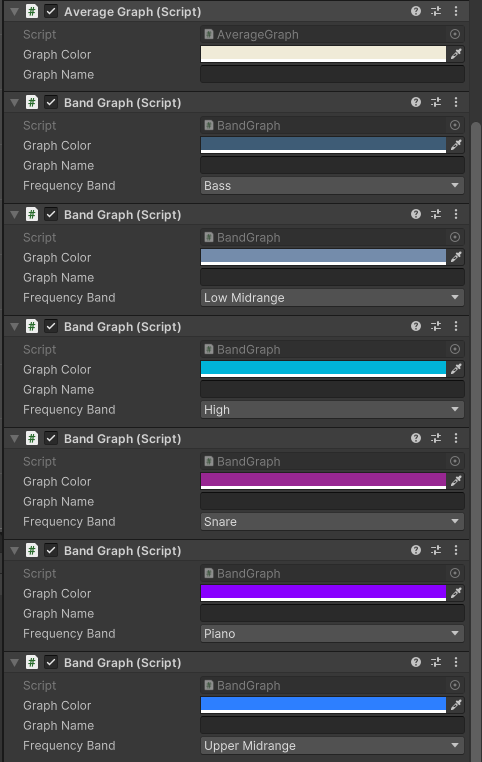 Average Graph (Script)
Script AverageGraph
Graph Color
Graph Name
Band Graph (Script)
Script BandGraph
Graph Color
Graph Name
Frequency Band Bass
Band Graph (Script)
Script BandGraph
Graph Color
Graph Name
Frequency Band Low Midrange
Band Graph (Script)
Script BandGraph
Graph Color
Graph Name
Frequency Band High
Band Graph (Script)
Script BandGraph
Graph Color
Graph Name
Frequency Band Snare
Band Graph (Script)
Script BandGraph
Graph Color
Graph Name
Frequency Band Piano
Band Graph (Script)
Script BandGraph
Graph Color
Graph Name
Frequency Band Upper Midrange